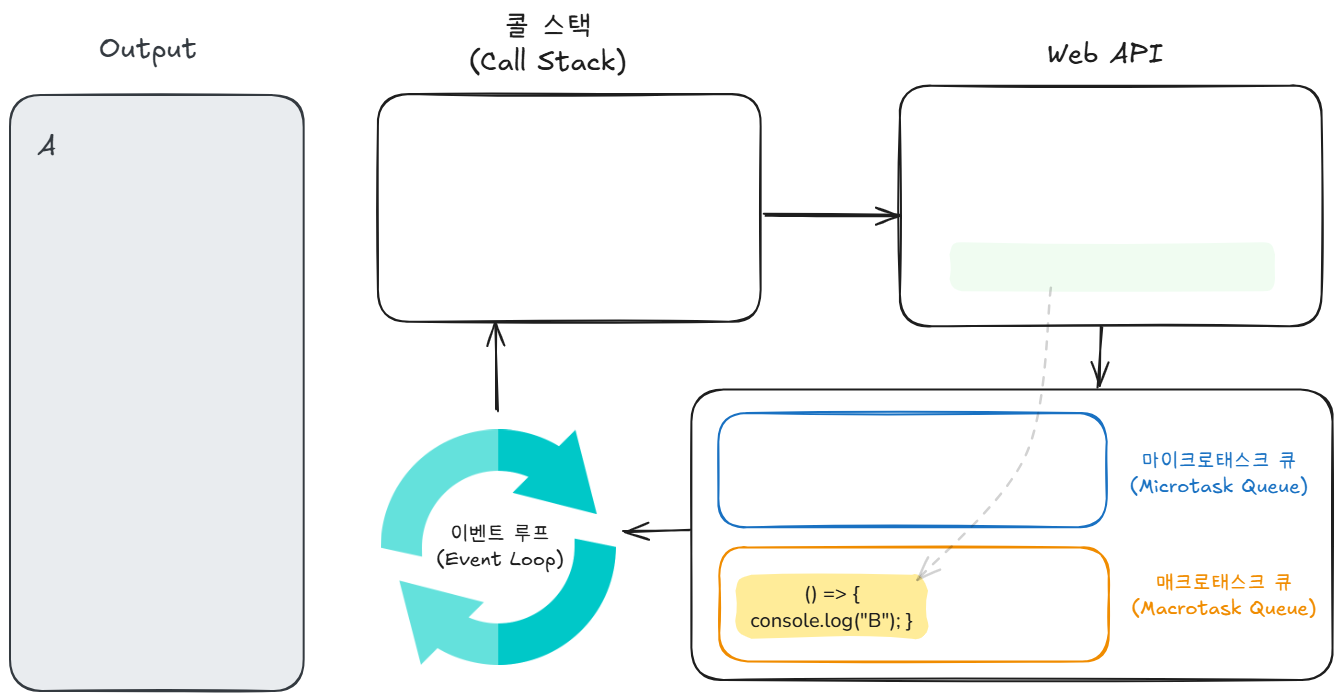 Output
콜 스택
(Call Stack)
Web API
A
마이크로태스크 큐
(Microtask Queue)
이벤트 루프
(Event Loop)
매크로태스크 큐
(Macrotask Queue)
() => {
console.log("B"); }